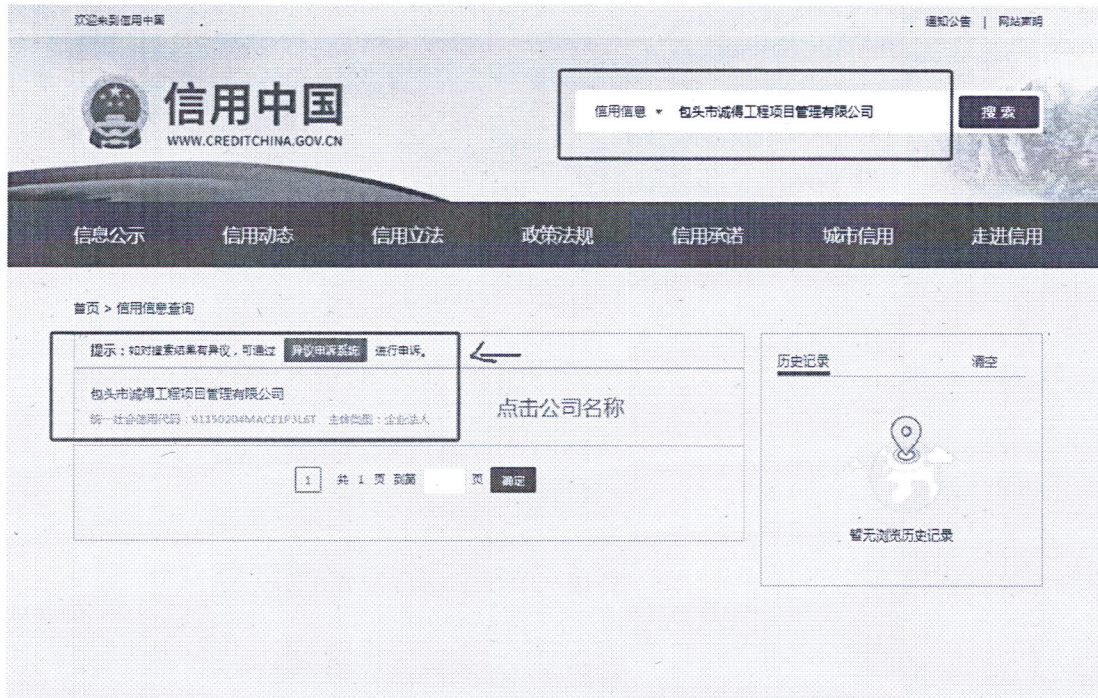 欢迎来到信用中国
通知公告 | 网站声明
信用中国
WWW.CREDITCHINA.GOV.CN
信用信息 包头市诚得工程项目管理有限公司 搜索
信息公示 信用动态 信用立法 政策法规 信用承诺 城市信用 走进信用
首页 > 信用信息查询
提示：如对搜索结果有异议，可通过 异议申诉系统 进行申诉。
包头市诚得工程项目管理有限公司
统一社会信用代码：91150204MACE1P3L6T 主体类型：企业法人
点击公司名称
1 共 1 页 到第 页 确定
历史记录 清空
暂无浏览历史记录